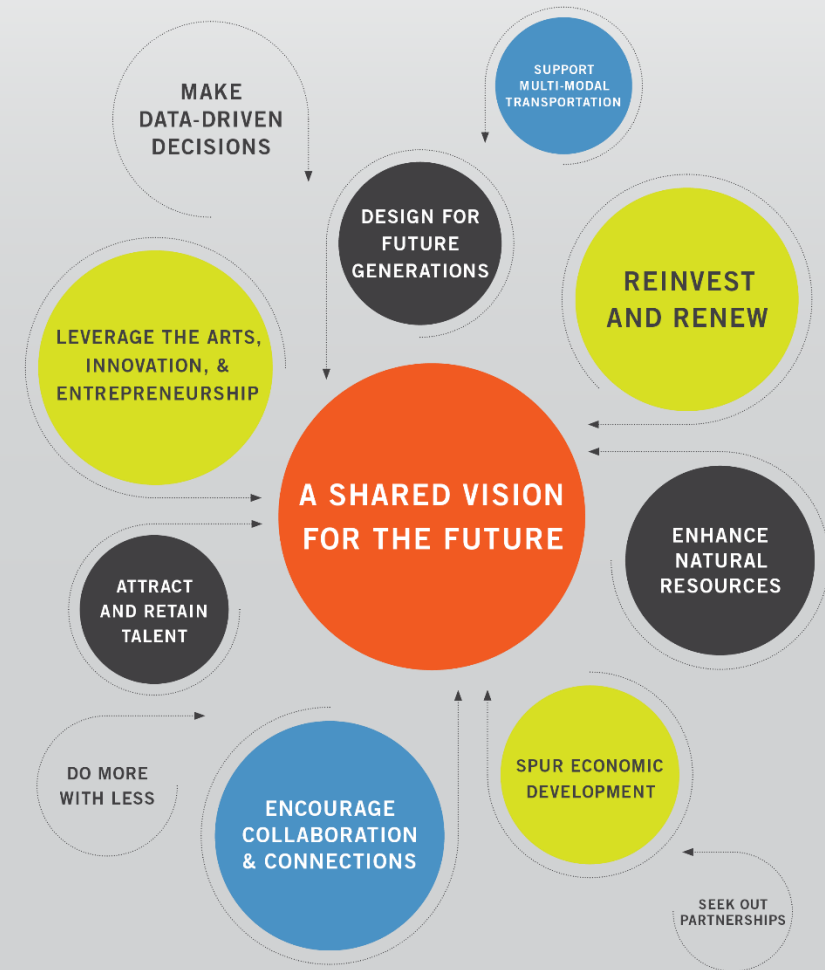 MAKE
DATA-DRIVEN
DECISIONS
SUPPORT
MULTI-MODAL
TRANSPORTATION
DESIGN FOR
FUTURE
GENERATIONS
REINVEST
AND RENEW
LEVERAGE THE ARTS,
INNOVATION, &
ENTREPRENEURSHIP
A SHARED VISION
FOR THE FUTURE
ENHANCE
NATURAL
RESOURCES
ATTRACT
AND RETAIN
TALENT
DO MORE
WITH LESS
ENCOURAGE
COLLABORATION
& CONNECTIONS
SPUR ECONOMIC
DEVELOPMENT
SEEK OUT
PARTNERSHIPS